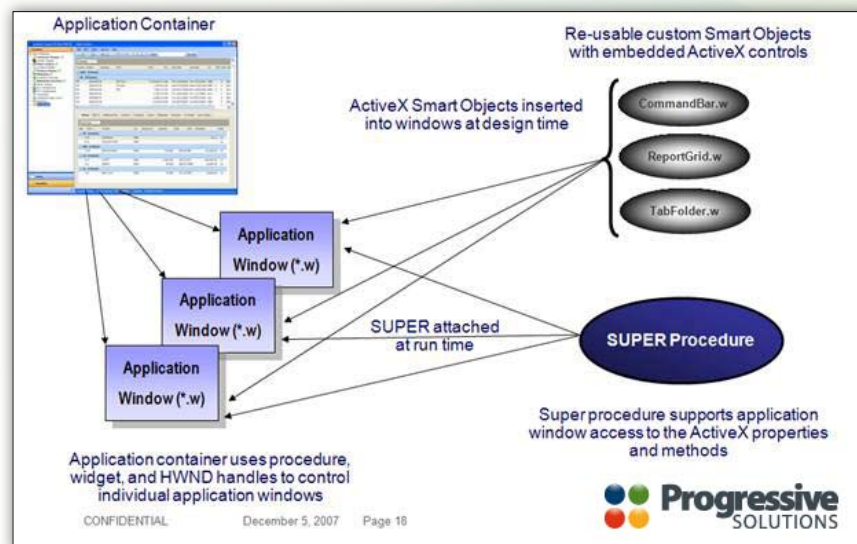 Application Container
Re-usable custom Smart Objects
with embedded ActiveX controls
ActiveX Smart Objects inserted
into windows at design time
CommandBar.w
ReportGrid.w
TabFolder.w
Application
Window (*.w)
Application
Window (*.w)
Application
Window (*.w)
SUPER attached
at run time
SUPER Procedure
Super procedure supports application
window access to the ActiveX properties
and methods
Application container uses procedure,
widget, and HWND handles to control
individual application windows
CONFIDENTIAL December 5, 2007 Page 18
Progressive
SOLUTIONS